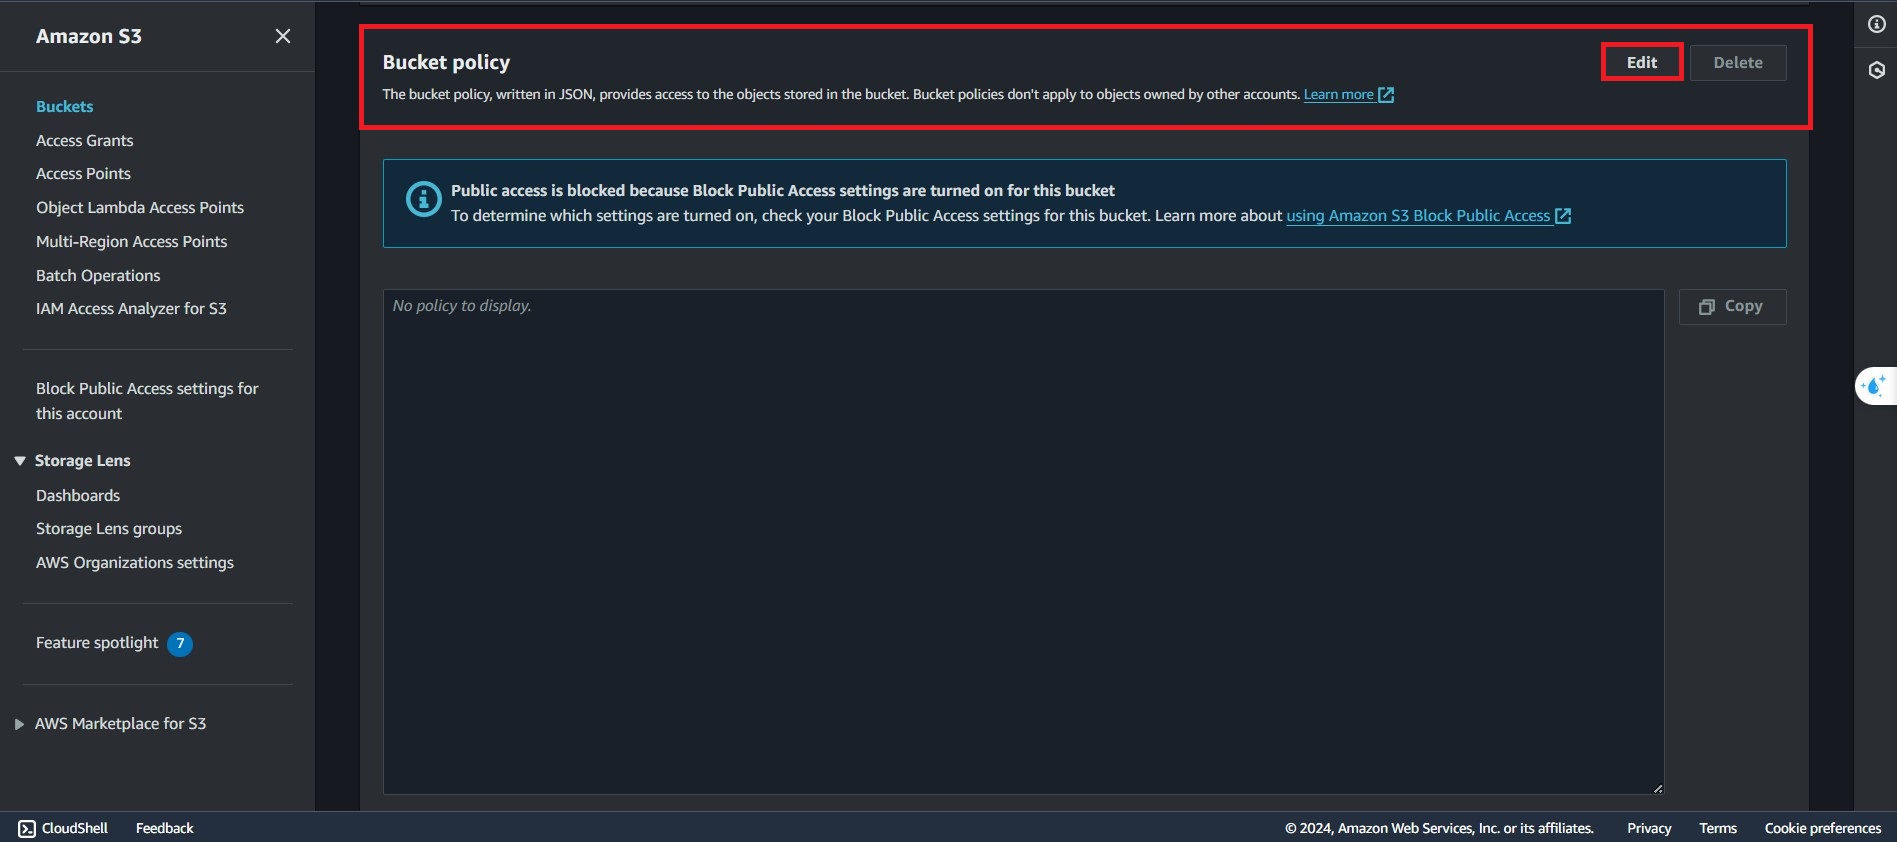 Amazon S3
Buckets
Access Grants
Access Points
Object Lambda Access Points
Multi-Region Access Points
Batch Operations
IAM Access Analyzer for S3
Block Public Access settings for
this account
Storage Lens
Dashboards
Storage Lens groups
AWS Organizations settings
Feature spotlight 7
AWS Marketplace for S3
Bucket policy
Edit
Delete
The bucket policy, written in JSON, provides access to the objects stored in the bucket. Bucket policies don't apply to objects owned by other accounts. Learn more
Public access is blocked because Block Public Access settings are turned on for this bucket
To determine which settings are turned on, check your Block Public Access settings for this bucket. Learn more about using Amazon S3 Block Public Access
No policy to display.
Copy
CloudShell
Feedback
© 2024, Amazon Web Services, Inc. or its affiliates.
Privacy
Terms
Cookie preferences